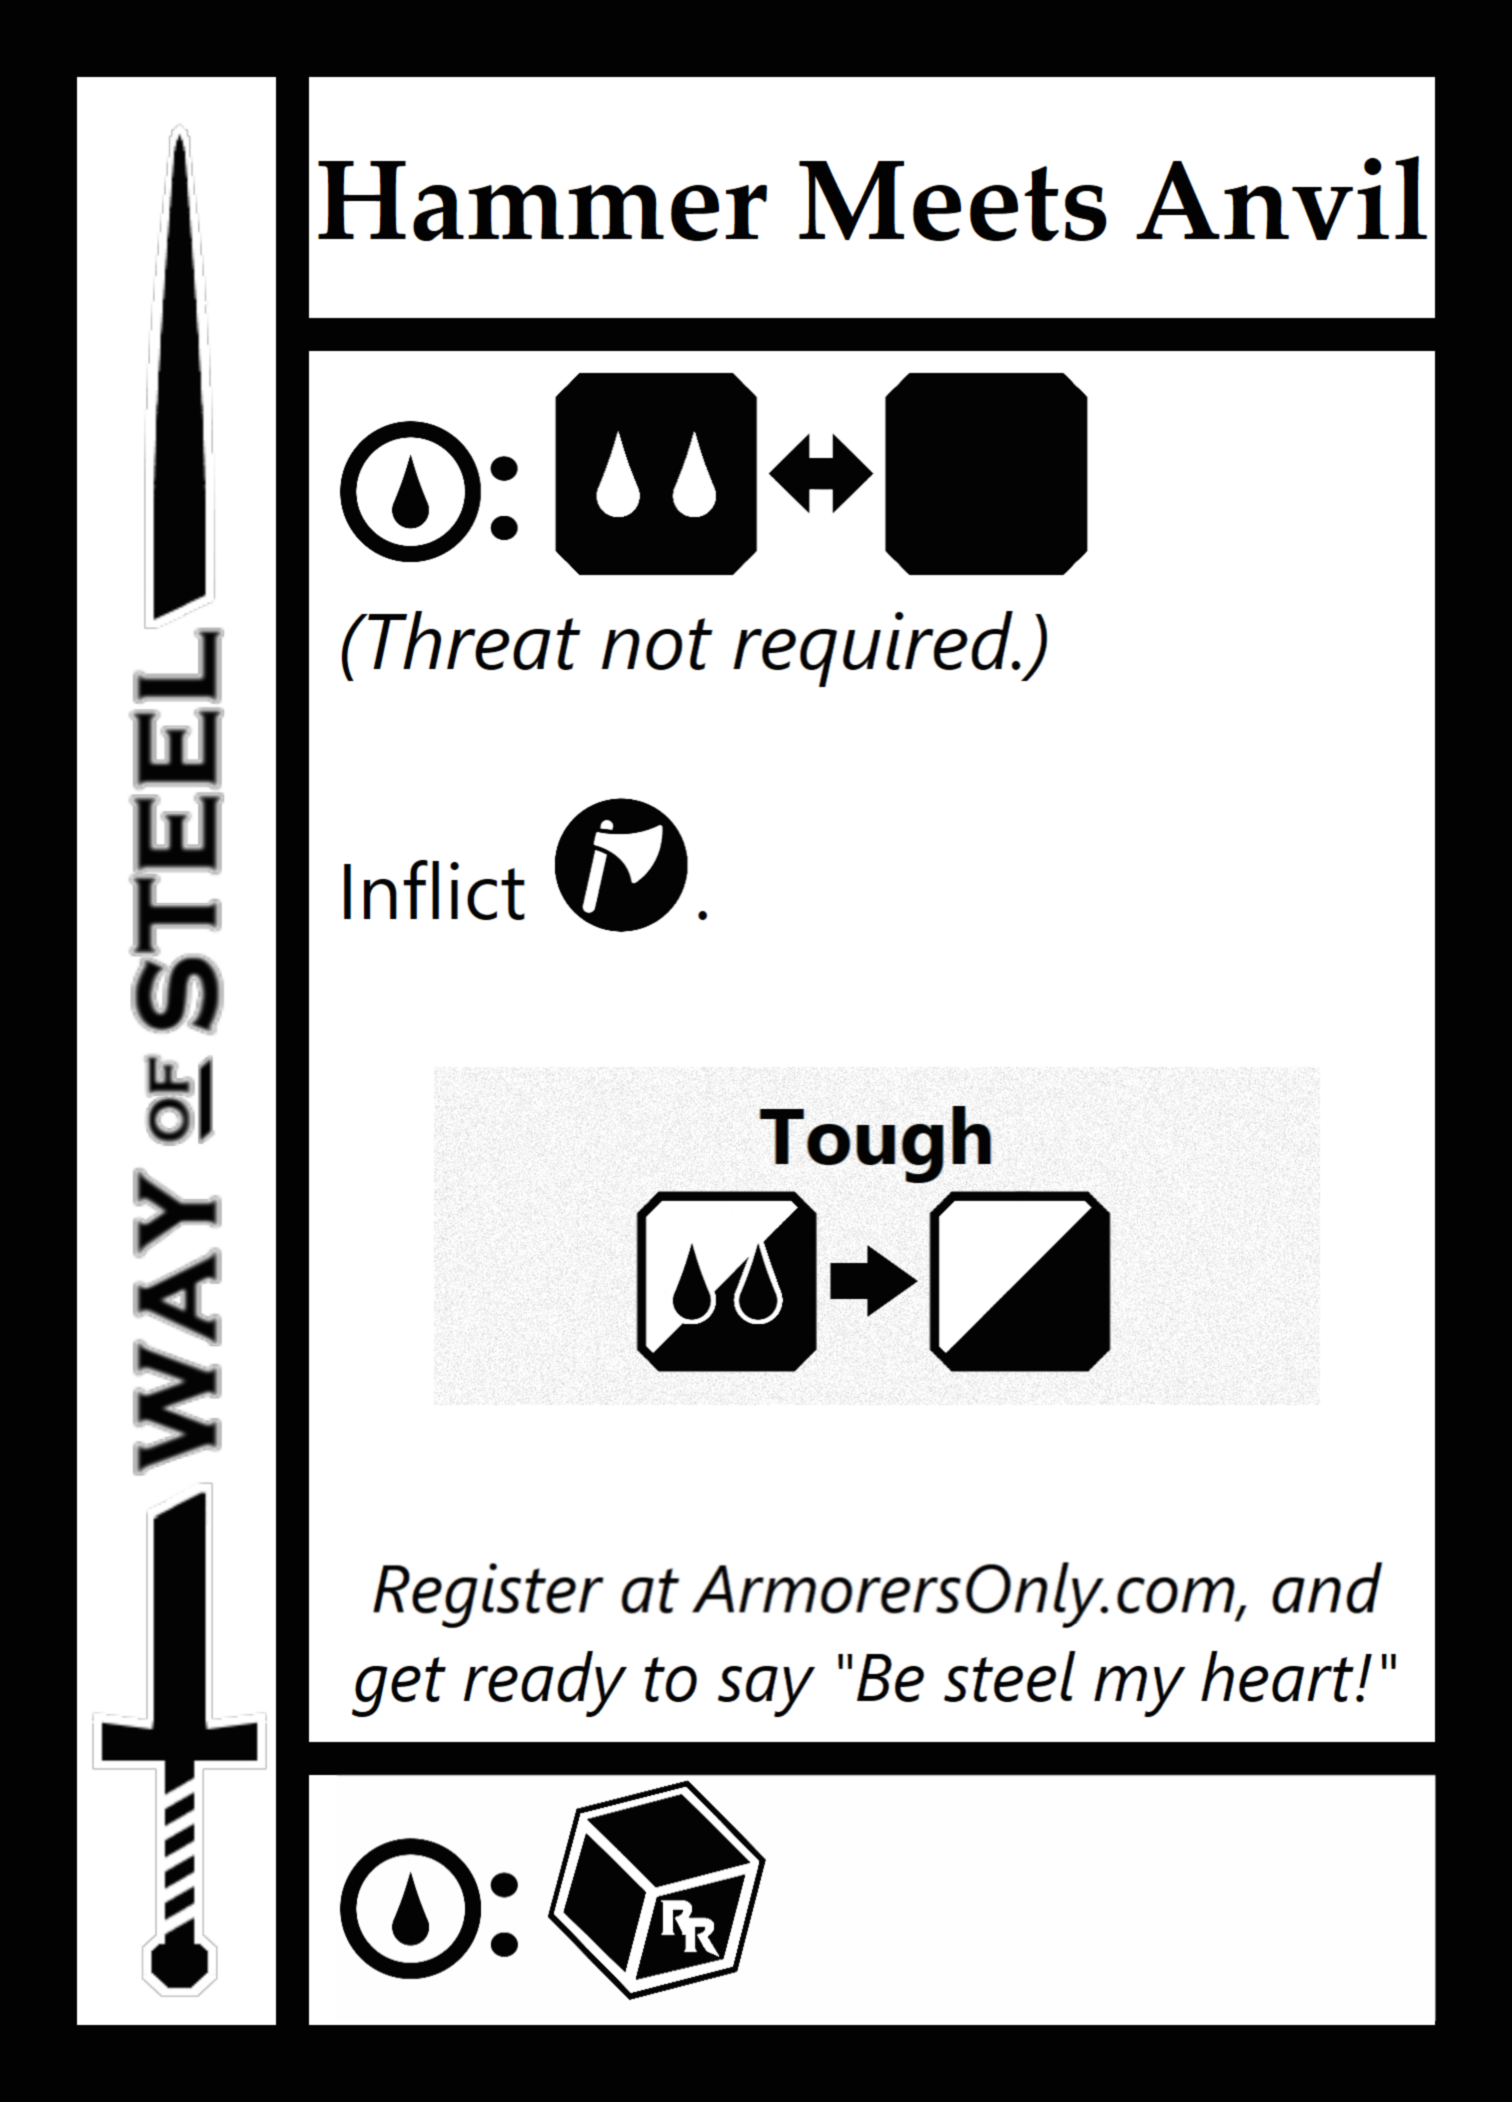 WAY OF STEEL
Hammer Meets Anvil
:
(Threat not required.)
Inflict .
Tough
Register at ArmorersOnly.com, and
get ready to say "Be steel my heart!"
:
RR